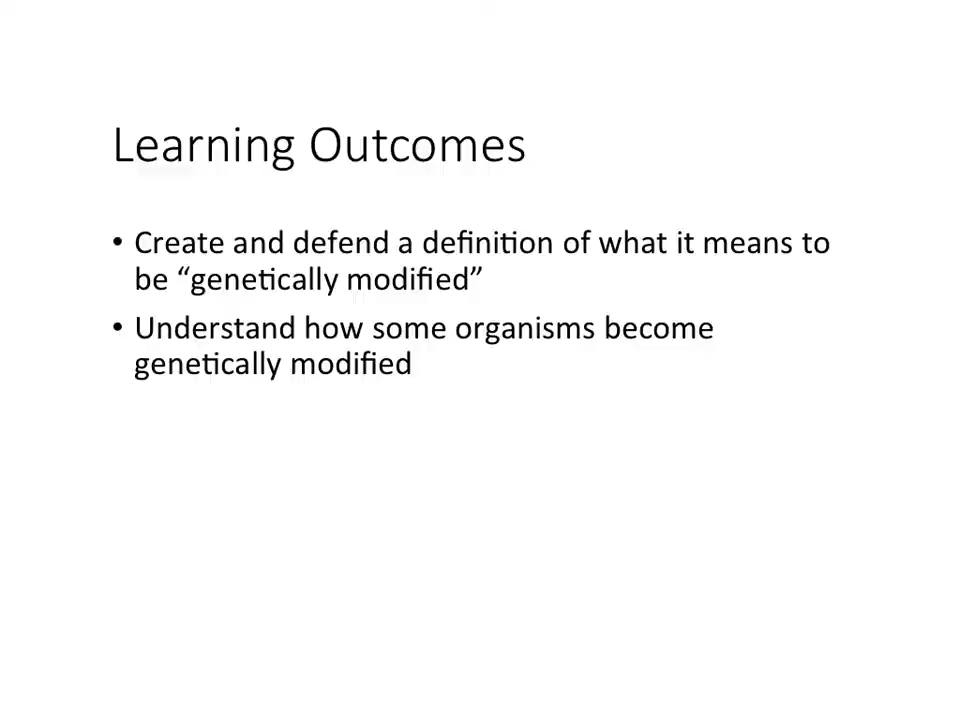 Learning Outcomes
• Create and defend a definition of what it means to
be “genetically modified”
• Understand how some organisms become
genetically modified